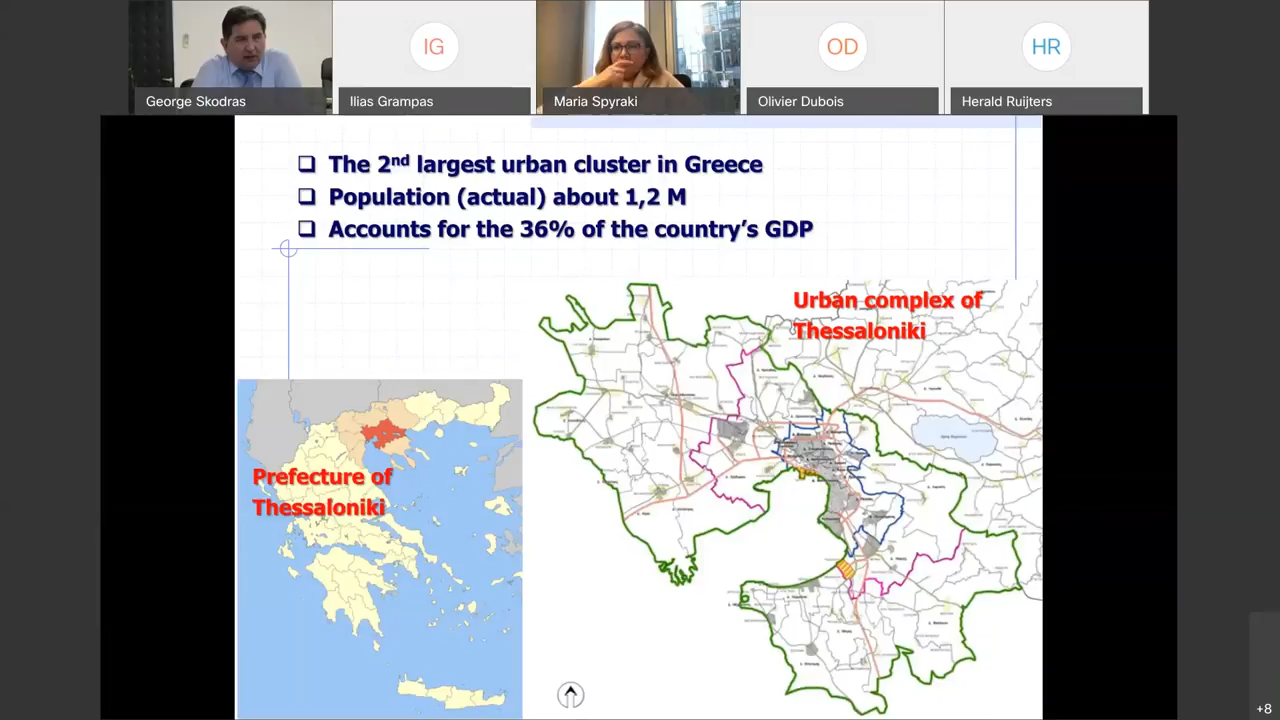 IG
OD
HR
George Skodras
Ilias Grampas
Maria Spyraki
Olivier Dubois
Herald Ruijters
❑ The 2nd largest urban cluster in Greece
❑ Population (actual) about 1,2 M
❑ Accounts for the 36% of the country’s GDP
Urban complex of
Thessaloniki
Prefecture of
Thessaloniki
+8